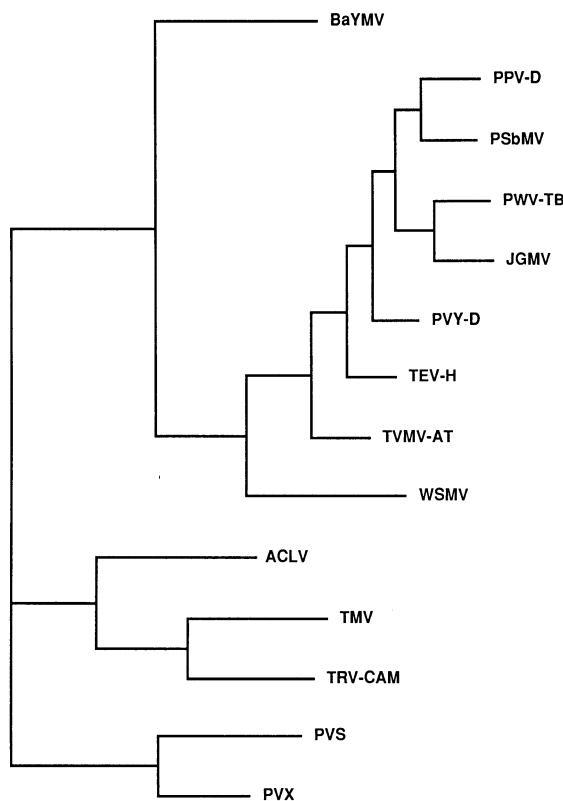 BaYMV
PPV-D
PSbMV
PWV-TB
JGMV
PVY-D
TEV-H
TVMV-AT
WSMV
ACLV
TMV
TRV-CAM
PVS
PVX